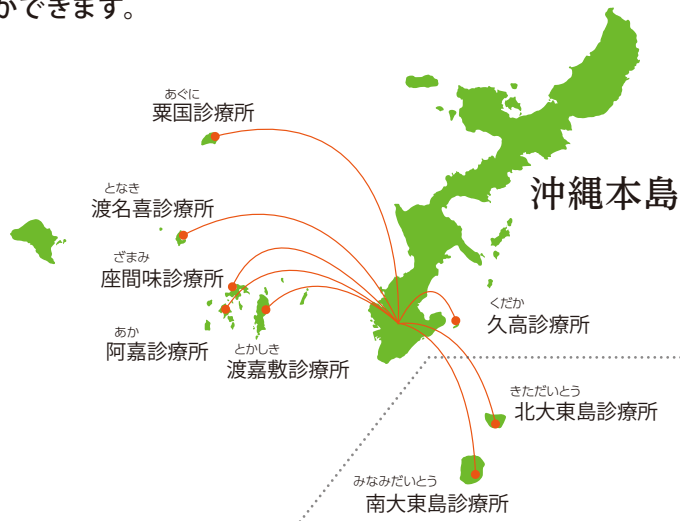 ができます。
あぐに
粟国診療所
となき
渡名喜診療所
沖縄本島
ざまみ
座間味診療所
くだか
久高診療所
あか
阿嘉診療所
とかしき
渡嘉敷診療所
きただいとう
北大東島診療所
みなみだいとう
南大東島診療所